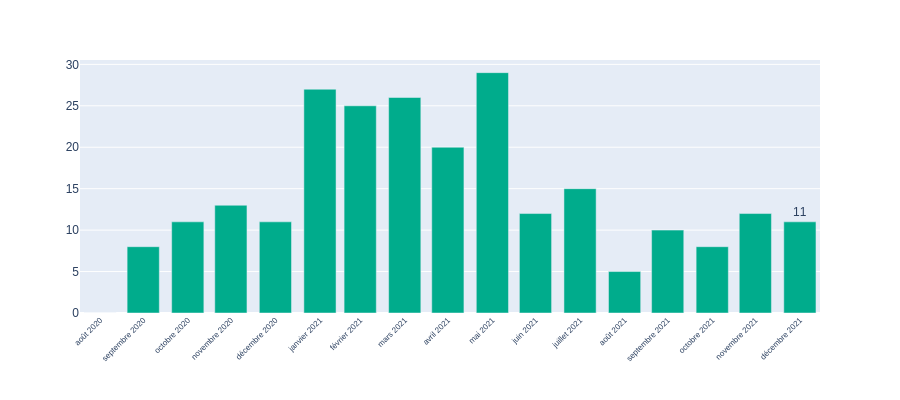 30
25
20
15
10
5
0
11
août 2020
septembre 2020
octobre 2020
novembre 2020
décembre 2020
janvier 2021
février 2021
mars 2021
avril 2021
mai 2021
juin 2021
juillet 2021
août 2021
septembre 2021
octobre 2021
novembre 2021
décembre 2021